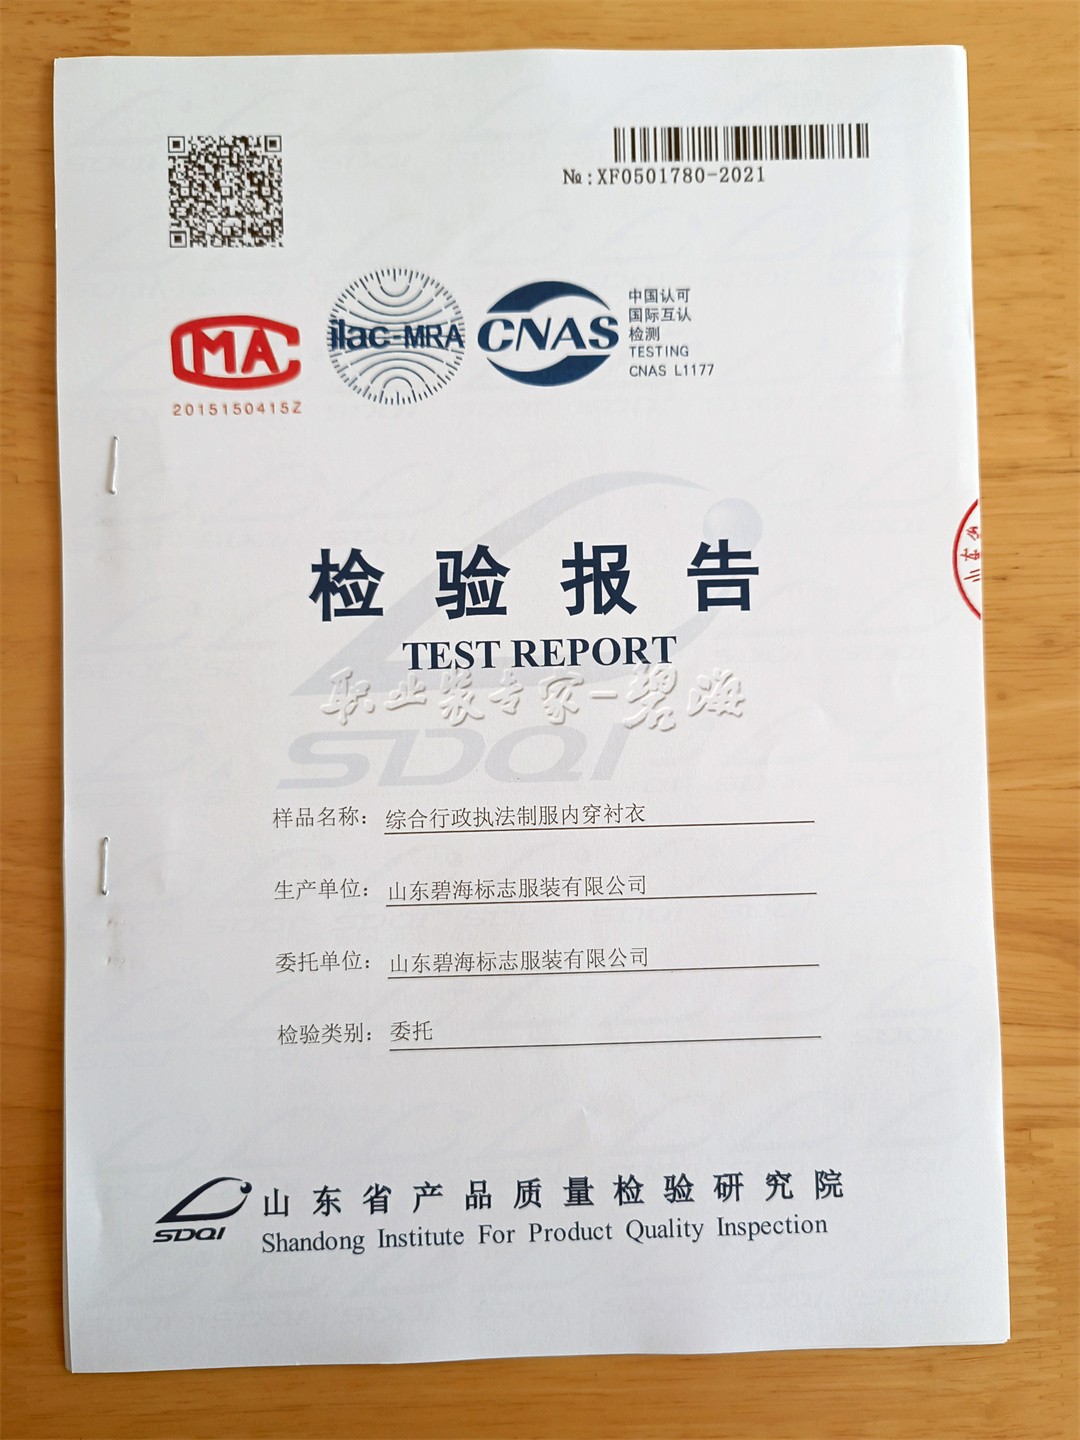 №:XF0501780-2021
CMA
2015150415Z
ilac-MRA
CNAS
中国认可
国际互认
检测
TESTING
CNAS L1177
检验报告
TEST REPORT
职业装专家-碧海
SDQI
样品名称: 综合行政执法制服内穿衬衣
生产单位: 山东碧海标志服装有限公司
委托单位: 山东碧海标志服装有限公司
检验类别: 委托
SDQI
山东省产品质量检验研究院
Shandong Institute For Product Quality Inspection
山东